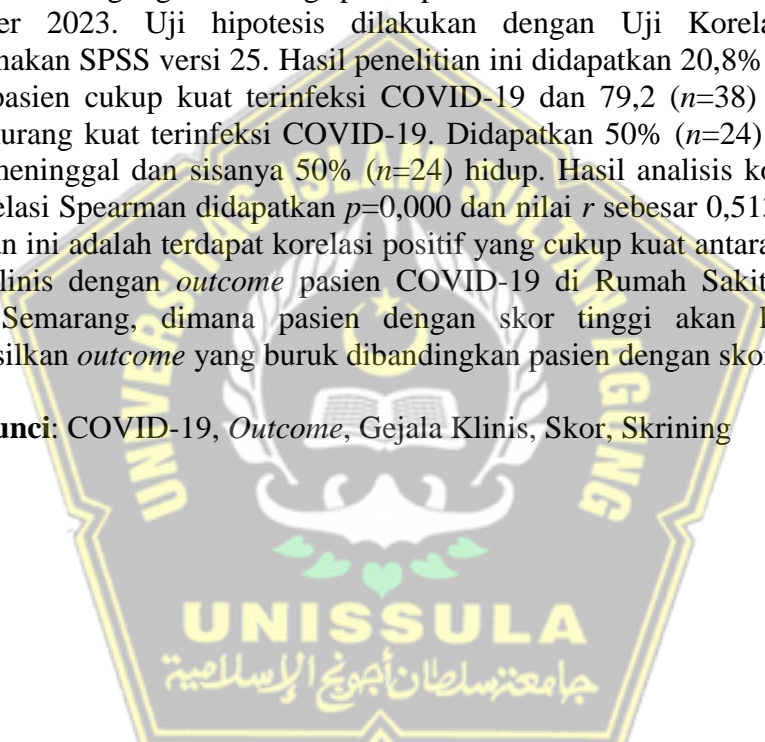 er 2023. Uji hipotesis dilakukan dengan Uji Korela
nakan SPSS versi 25. Hasil penelitian ini didapatkan 20,8%
pasien cukup kuat terinfeksi COVID-19 dan 79,2 (n=38)
urang kuat terinfeksi COVID-19. Didapatkan 50% (n=24)
meninggal dan sisanya 50% (n=24) hidup. Hasil analisis ko
elasi Spearman didapatkan p=0,000 dan nilai r sebesar 0,513
n ini adalah terdapat korelasi positif yang cukup kuat antara
linis dengan outcome pasien COVID-19 di Rumah Sakit
Semarang, dimana pasien dengan skor tinggi akan l
silkan outcome yang buruk dibandingkan pasien dengan skor
unci: COVID-19, Outcome, Gejala Klinis, Skor, Skrining
UNIVERSITAS ISLAM SULTAN AGUNG
UNISSULA
جامعة سلطان أجونج الإسلامية